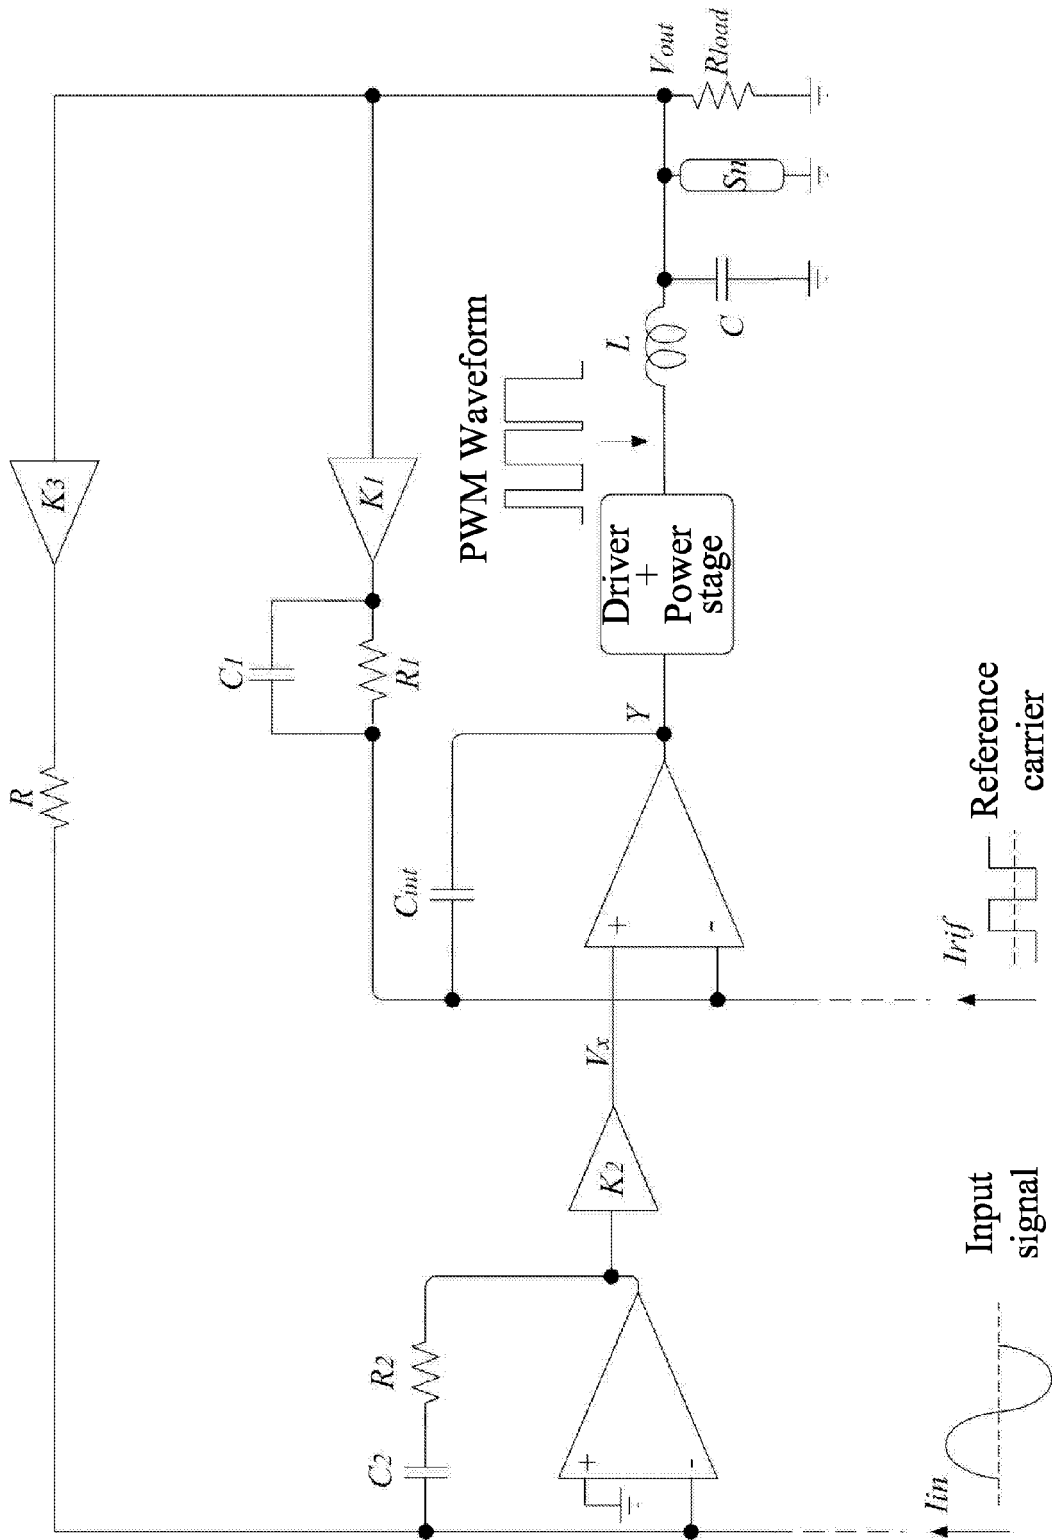 K3
R
K1
C1
R1
PWM Waveform
Vout
Rload
Sn
L
C
Driver
+
Power
stage
Y
Cint
+
-
Irif
Reference
carrier
Vx
K2
R2
C2
+
-
Iin
Input
signal